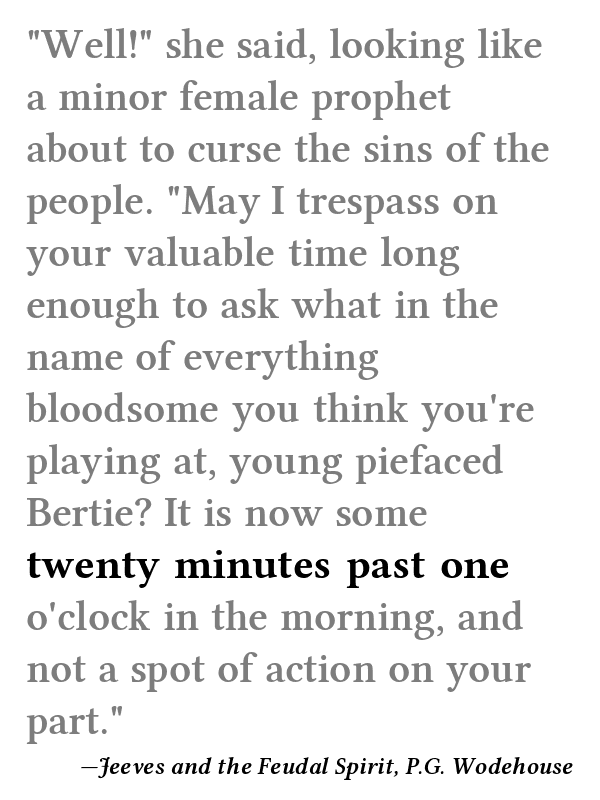 "Well!" she said, looking like
a minor female prophet
about to curse the sins of the
people. "May I trespass on
your valuable time long
enough to ask what in the
name of everything
bloodsome you think you're
playing at, young piefaced
Bertie? It is now some
twenty minutes past one
o'clock in the morning, and
not a spot of action on your
part."
—Jeeves and the Feudal Spirit, P.G. Wodehouse